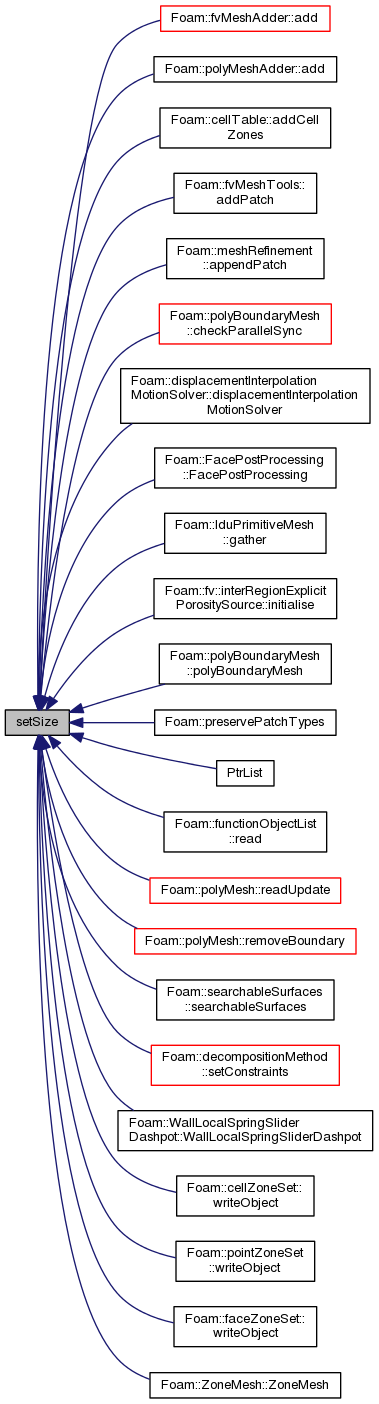 Foam::fvMeshAdder::add
Foam::polyMeshAdder::add
Foam::cellTable::addCell
Zones
Foam::fvMeshTools::
addPatch
Foam::meshRefinement
::appendPatch
Foam::polyBoundaryMesh
::checkParallelSync
Foam::displacementInterpolation
MotionSolver::displacementInterpolation
MotionSolver
Foam::FacePostProcessing
::FacePostProcessing
Foam::lduPrimitiveMesh
::gather
Foam::fv::interRegionExplicit
PorositySource::initialise
Foam::polyBoundaryMesh
::polyBoundaryMesh
setSize
Foam::preservePatchTypes
PtrList
Foam::functionObjectList
::read
Foam::polyMesh::readUpdate
Foam::polyMesh::removeBoundary
Foam::searchableSurfaces
::searchableSurfaces
Foam::decompositionMethod
::setConstraints
Foam::WallLocalSpringSlider
Dashpot::WallLocalSpringSliderDashpot
Foam::cellZoneSet::
writeObject
Foam::pointZoneSet
::writeObject
Foam::faceZoneSet::
writeObject
Foam::ZoneMesh::ZoneMesh